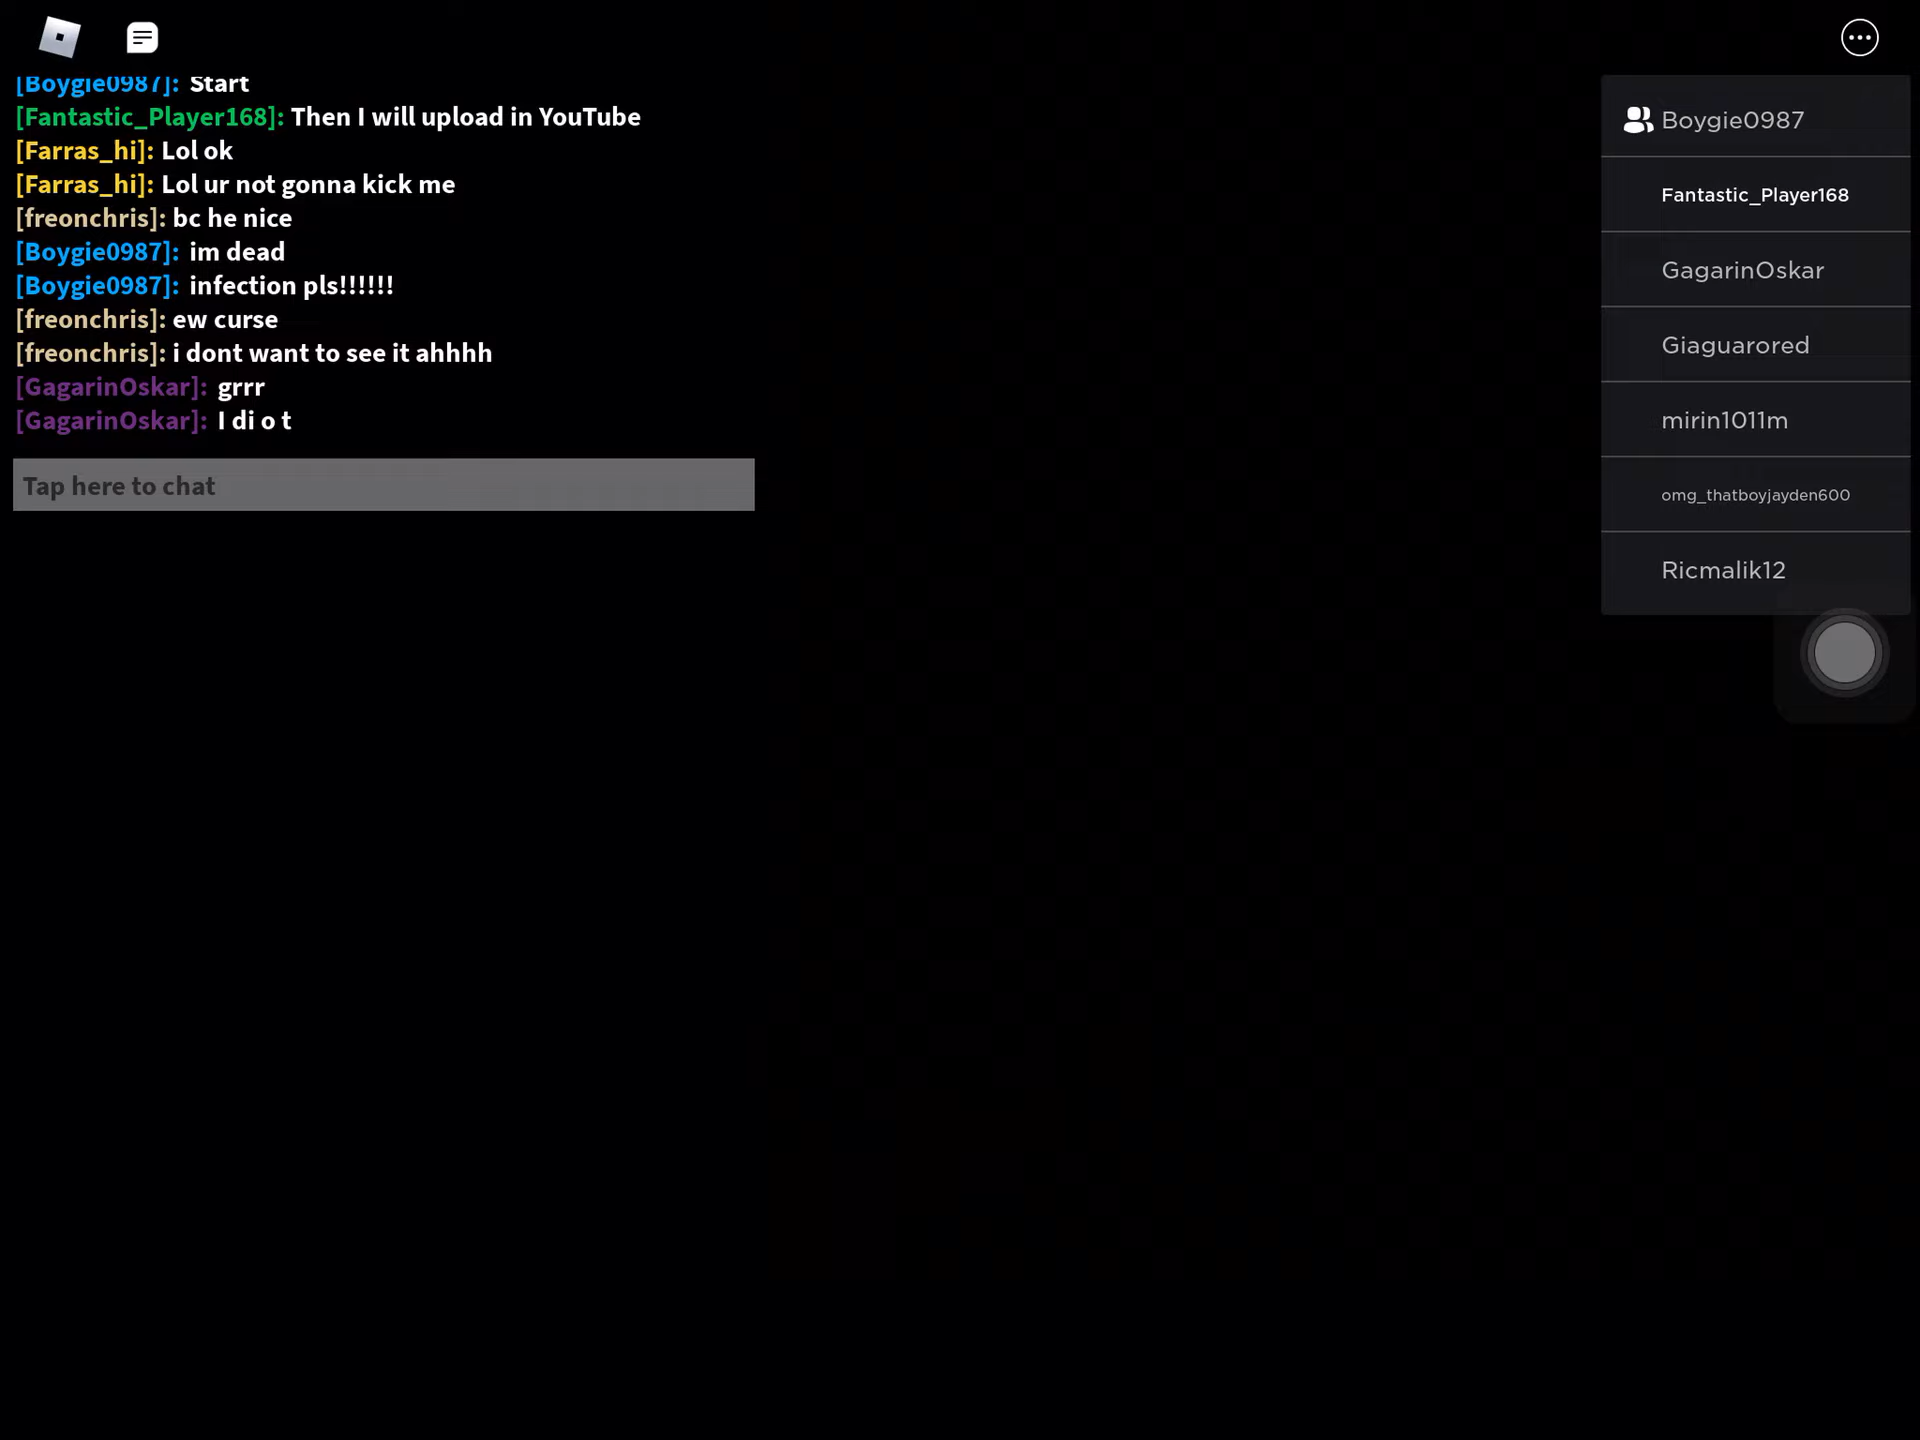 [Boygie0987]: Start
[Fantastic_Player168]: Then I will upload in YouTube
[Farras_hi]: Lol ok
[Farras_hi]: Lol ur not gonna kick me
[freonchris]: bc he nice
[Boygie0987]: im dead
[Boygie0987]: infection pls!!!!!!
[freonchris]: ew curse
[freonchris]: i dont want to see it ahhhh
[GagarinOskar]: grrr
[GagarinOskar]: I di o t
Tap here to chat
Boygie0987
Fantastic_Player168
GagarinOskar
Giaguarored
mirin1011m
omg_thatboyjayden600
Ricmalik12